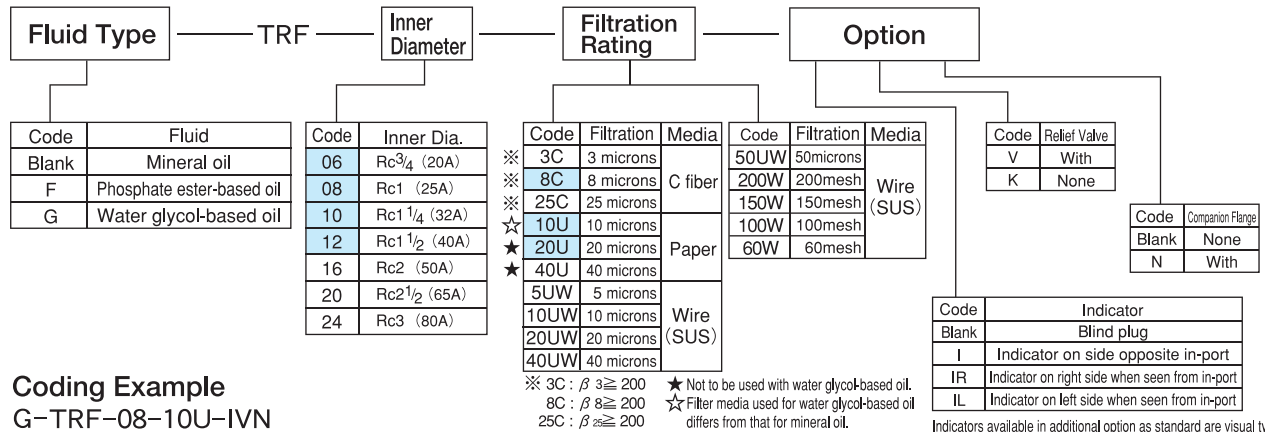 Fluid Type — TRF — Inner Diameter — Filtration Rating — Option
Code Fluid
Blank Mineral oil
F Phosphate ester-based oil
G Water glycol-based oil
Code Inner Dia.
06 Rc3/4 (20A)
08 Rc1 (25A)
10 Rc1 1/4 (32A)
12 Rc1 1/2 (40A)
16 Rc2 (50A)
20 Rc2 1/2 (65A)
24 Rc3 (80A)
Code Filtration Media
※ 3C 3 microns C fiber
※ 8C 8 microns
※ 25C 25 microns
☆ 10U 10 microns Paper
★ 20U 20 microns
★ 40U 40 microns
5UW 5 microns Wire (SUS)
10UW 10 microns
20UW 20 microns
40UW 40 microns
※ 3C : β 3≧ 200
8C : β 8≧ 200
25C : β 25≧ 200
★ Not to be used with water glycol-based oil.
☆ Filter media used for water glycol-based oil
differs from that for mineral oil.
Code Filtration Media
50UW 50microns Wire (SUS)
200W 200mesh
150W 150mesh
100W 100mesh
60W 60mesh
Code Relief Valve
V With
K None
Code Companion Flange
Blank None
N With
Code Indicator
Blank Blind plug
I Indicator on side opposite in-port
IR Indicator on right side when seen from in-port
IL Indicator on left side when seen from in-port
Indicators available in additional option as standard are visual
Coding Example
G-TRF-08-10U-IVN